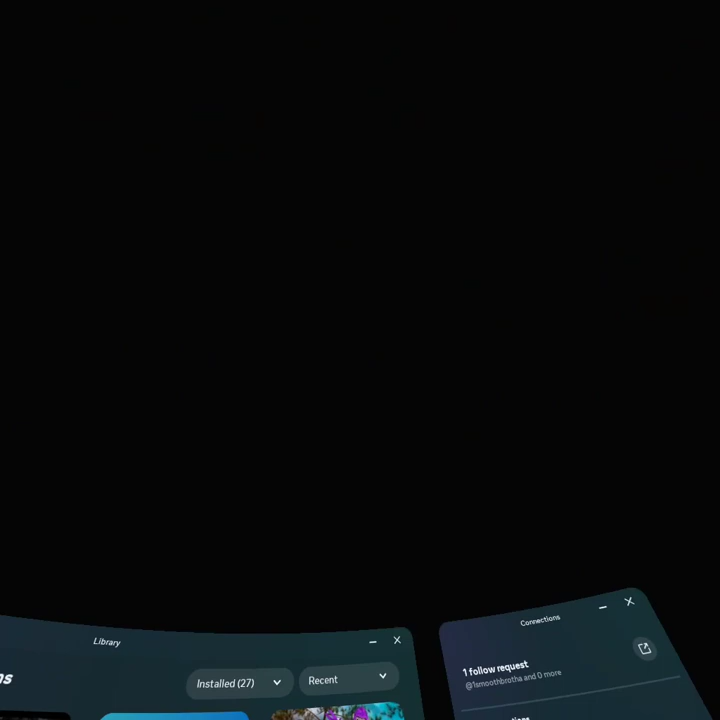 Library
Installed (27)
Recent
Connections
1 follow request
@1smoothbrotha and 0 more